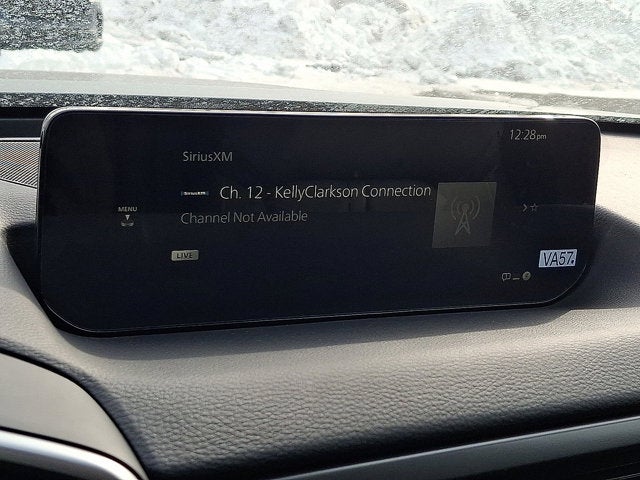 12:28pm
SiriusXM
SiriusXM Ch. 12 - KellyClarkson Connection
MENU
Channel Not Available
LIVE
VA57